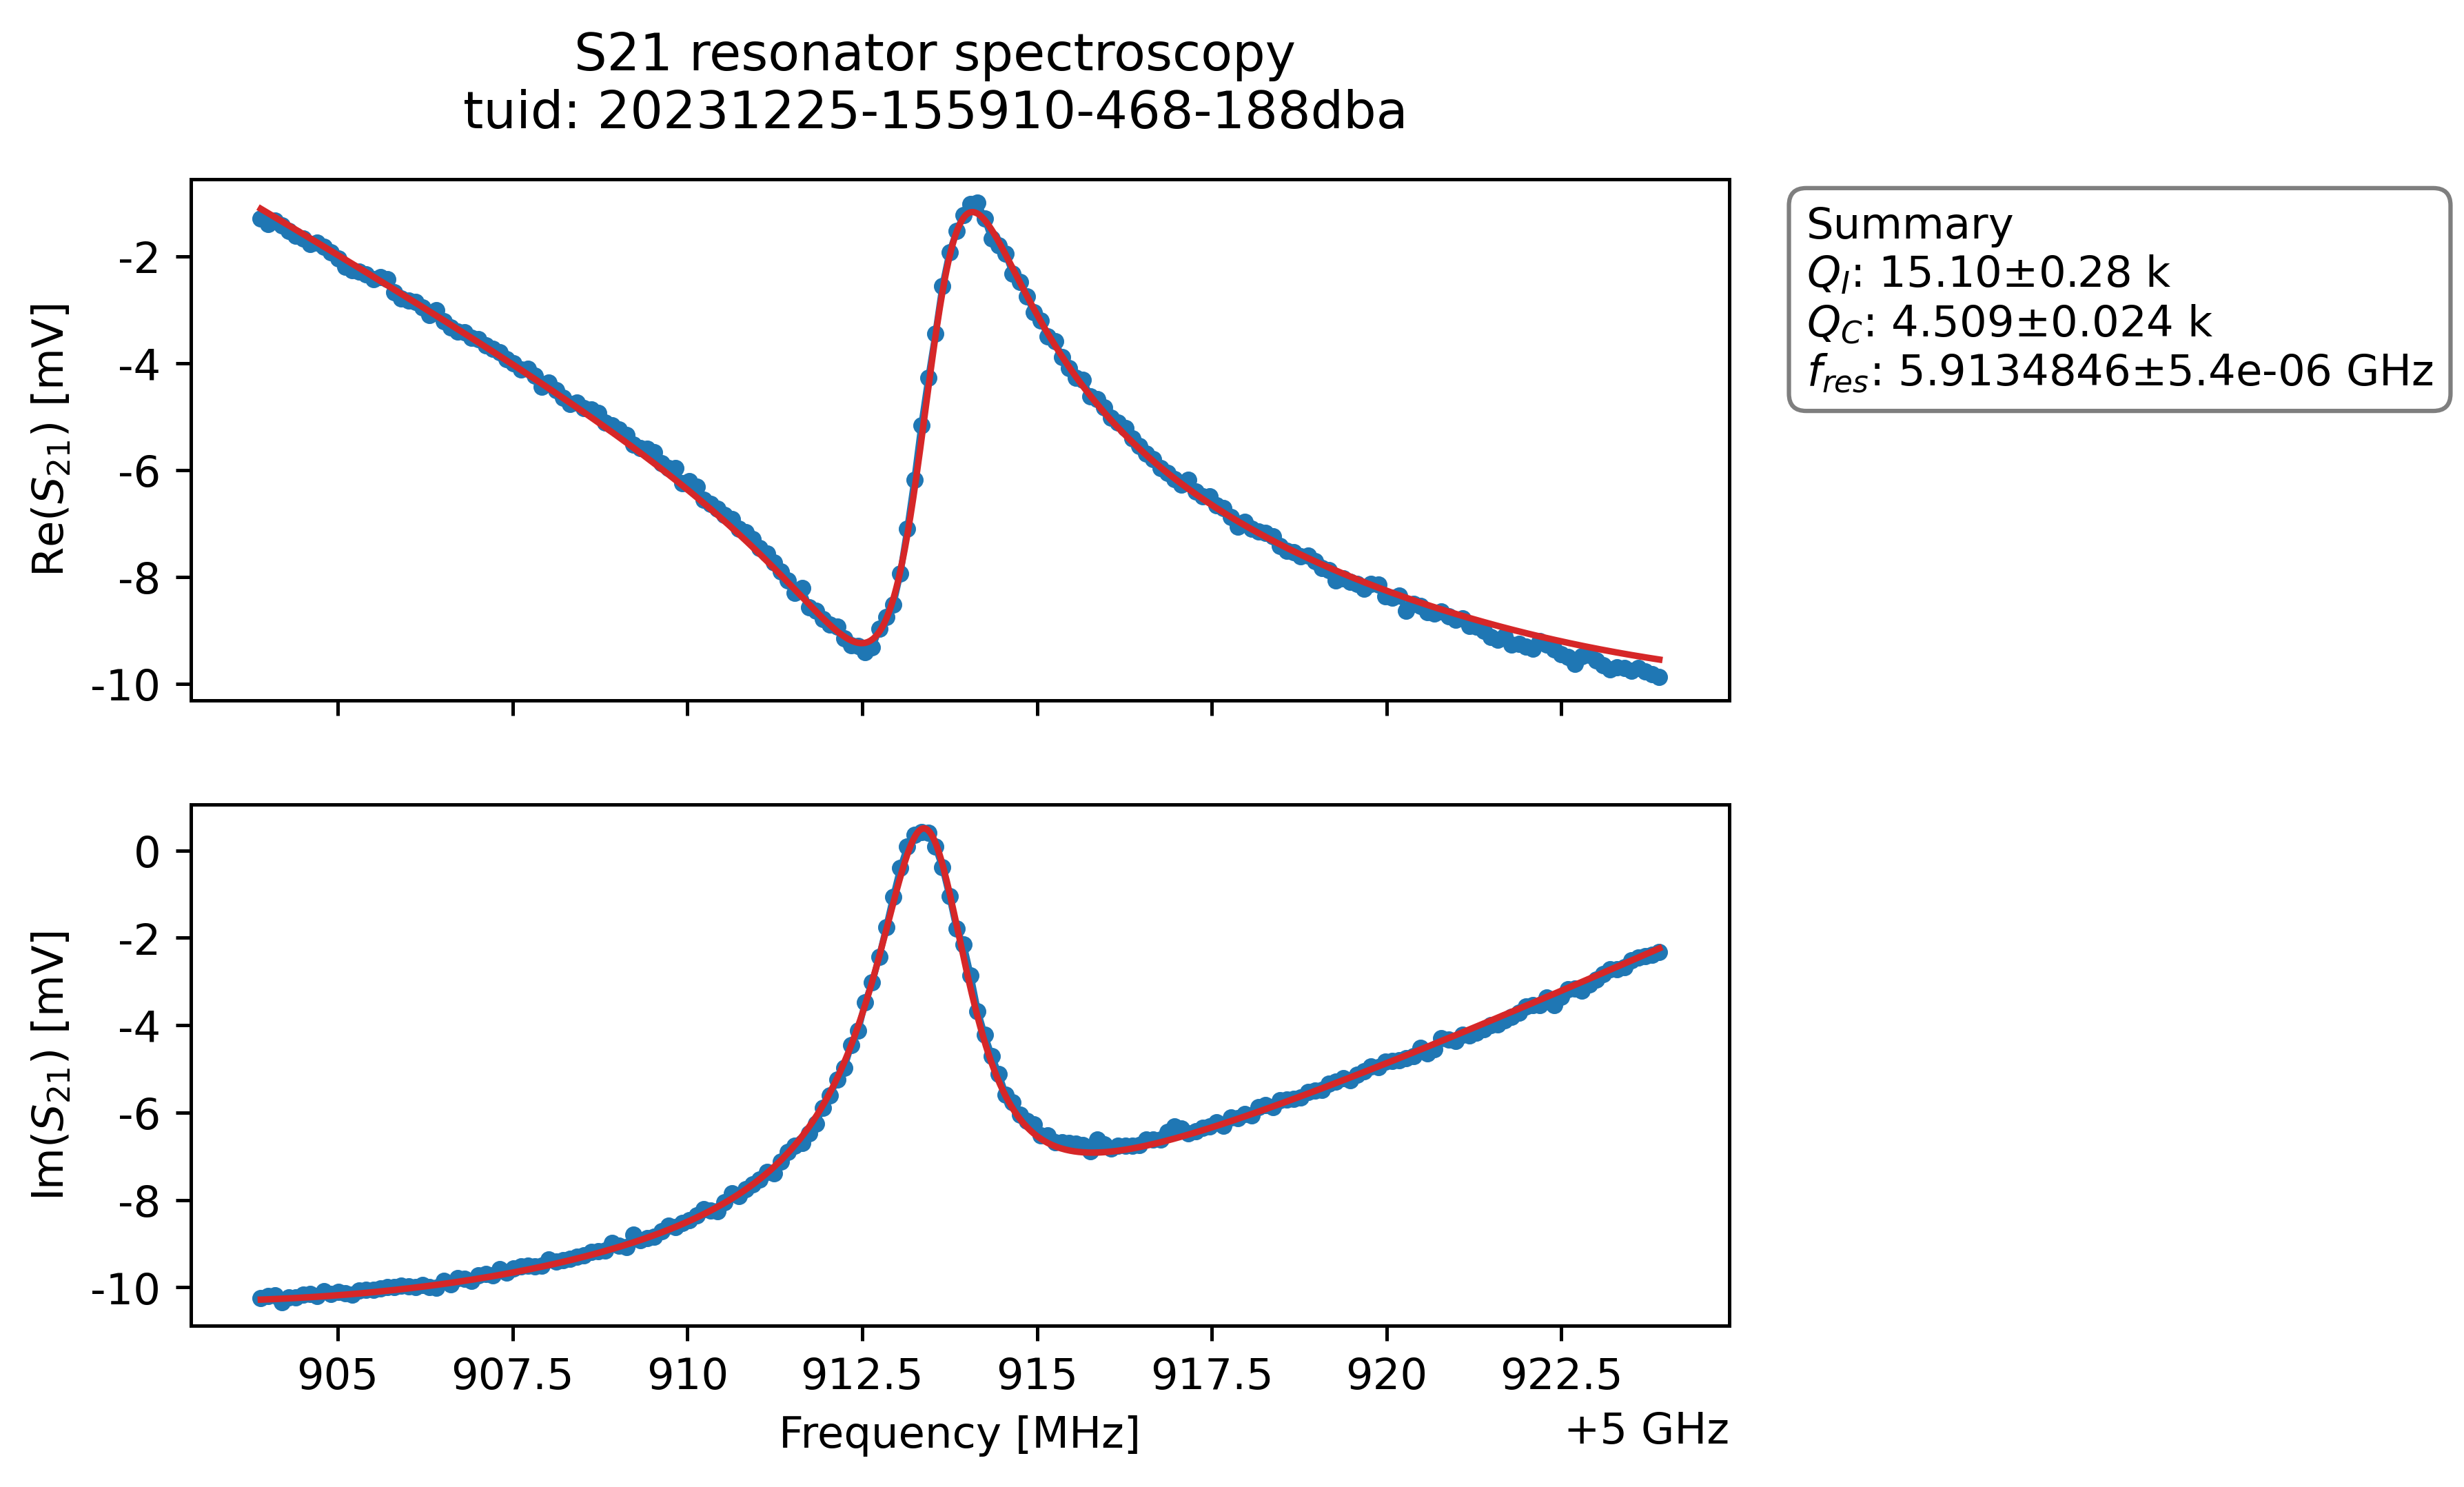 S21 resonator spectroscopy
tuid: 20231225-155910-468-188dba
Re(S₂₁) [mV]
-2
-4
-6
-8
-10
Summary
Q_I: 15.10±0.28 k
Q_C: 4.509±0.024 k
f_res: 5.9134846±5.4e-06 GHz
Im(S₂₁) [mV]
0
-2
-4
-6
-8
-10
905 907.5 910 912.5 915 917.5 920 922.5
Frequency [MHz]
+5 GHz